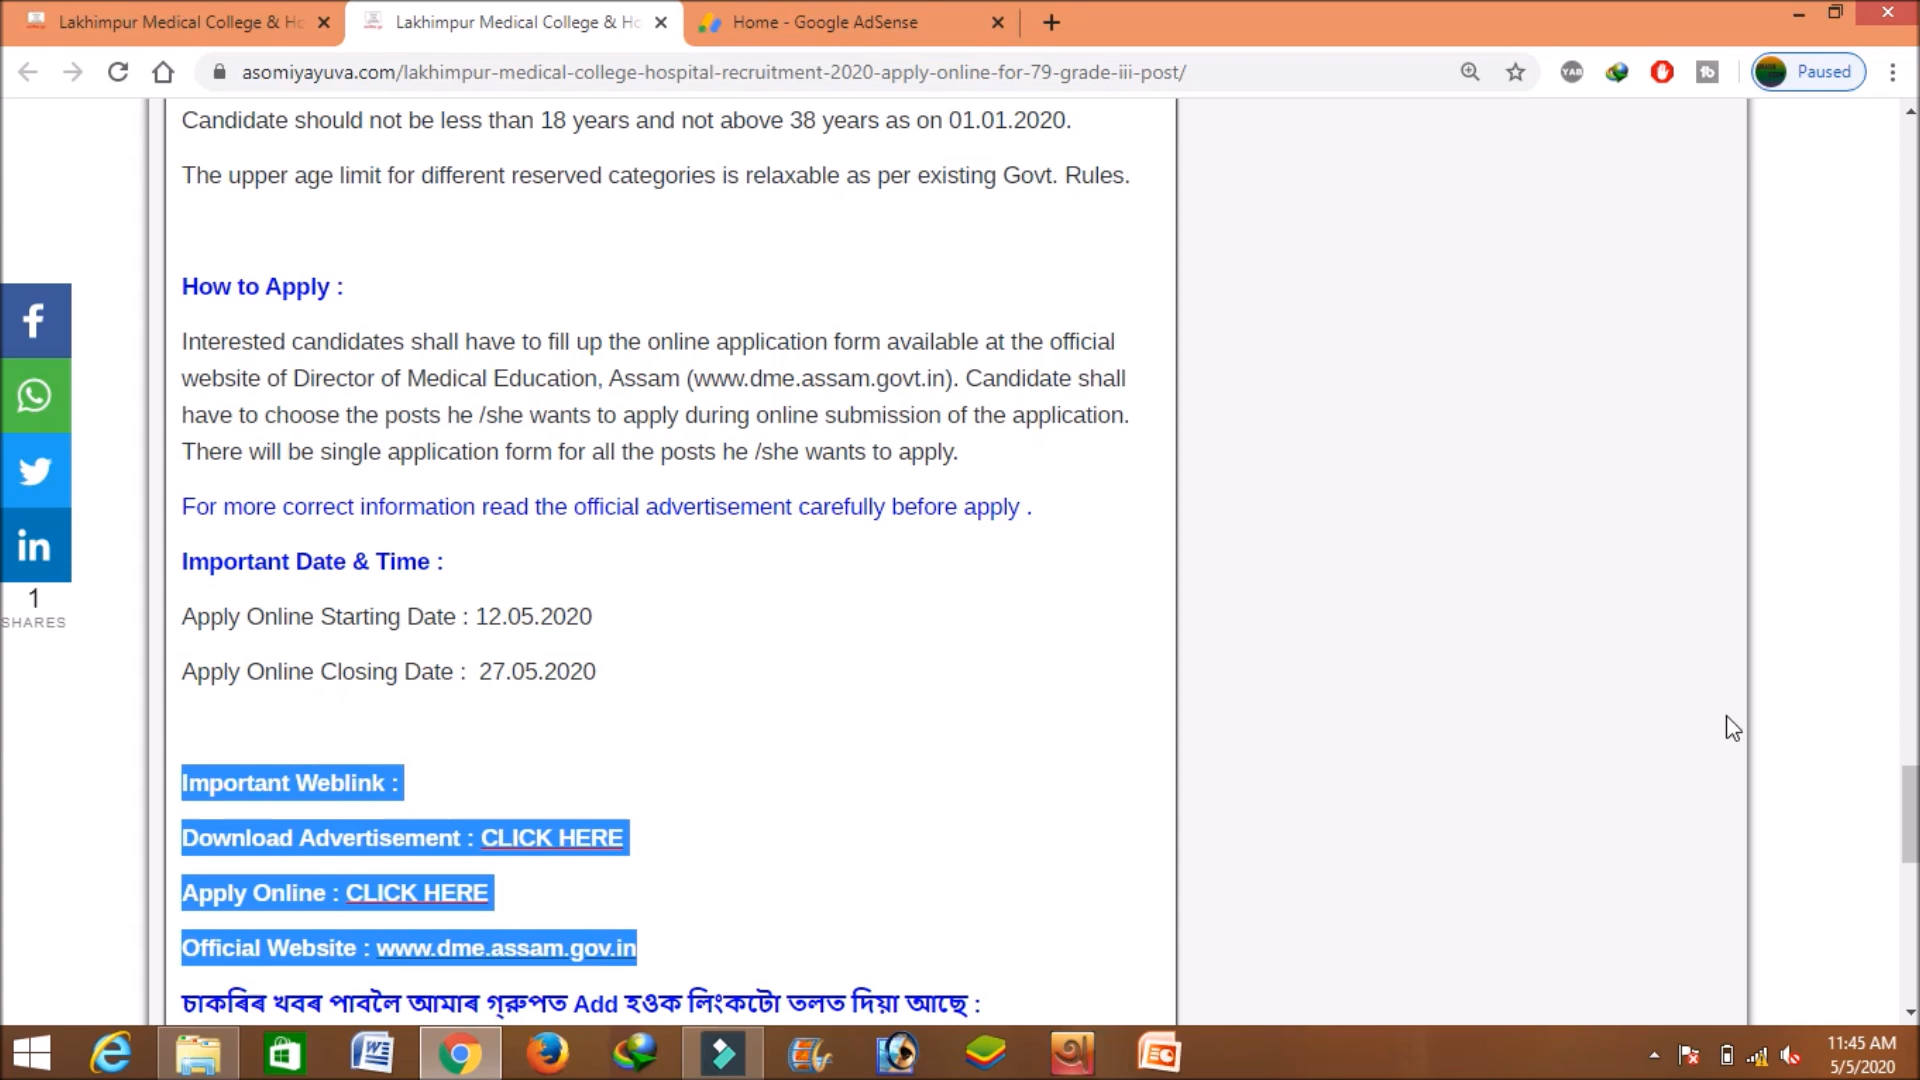 Lakhimpur Medical College & Ho
Lakhimpur Medical College & Ho
Home - Google AdSense
asomiyayuva.com/lakhimpur-medical-college-hospital-recruitment-2020-apply-online-for-79-grade-iii-post/
YAB
tb
Paused
Candidate should not be less than 18 years and not above 38 years as on 01.01.2020.
The upper age limit for different reserved categories is relaxable as per existing Govt. Rules.
How to Apply :
Interested candidates shall have to fill up the online application form available at the official
website of Director of Medical Education, Assam (www.dme.assam.govt.in). Candidate shall
have to choose the posts he /she wants to apply during online submission of the application.
There will be single application form for all the posts he /she wants to apply.
For more correct information read the official advertisement carefully before apply .
Important Date & Time :
1
SHARES
Apply Online Starting Date : 12.05.2020
Apply Online Closing Date :  27.05.2020
Important Weblink :
Download Advertisement : CLICK HERE
Apply Online : CLICK HERE
Official Website : www.dme.assam.gov.in
চাকৰিৰ খবৰ পাবলৈ আমাৰ গ্ৰুপত Add হওক লিংকটো তলত দিয়া আছে :
11:45 AM
5/5/2020